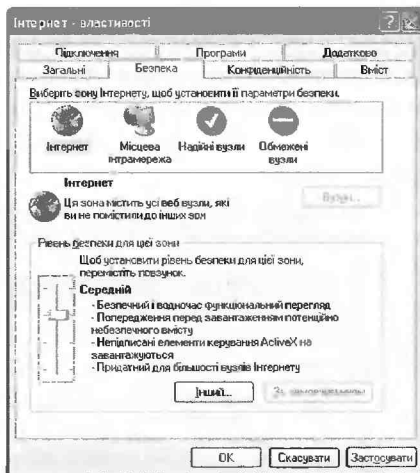 Інтернет - властивості
Підключення Програми Додатково
Загальні Безпека Конфіденційність Вміст
Виберіть зону Інтернету, щоб установити її параметри безпеки.
Інтернет Місцева інтрамережа Надійні вузли Обмежені вузли
Інтернет
Ця зона містить усі веб вузли, які
ви не помістили до інших зон
Вузли...
Рівень безпеки для цієї зони
Щоб установити рівень безпеки для цієї зони,
перемістіть повзунок.
Середній
- Безпечний і водночас функціональний перегляд
- Попередження перед завантаженням потенційно
небезпечного вмісту
- Непідписані елементи керування ActiveX не
завантажуються
- Придатний для більшості вузлів Інтернету
Інший... За замовчуванням
OK Скасувати Застосувати